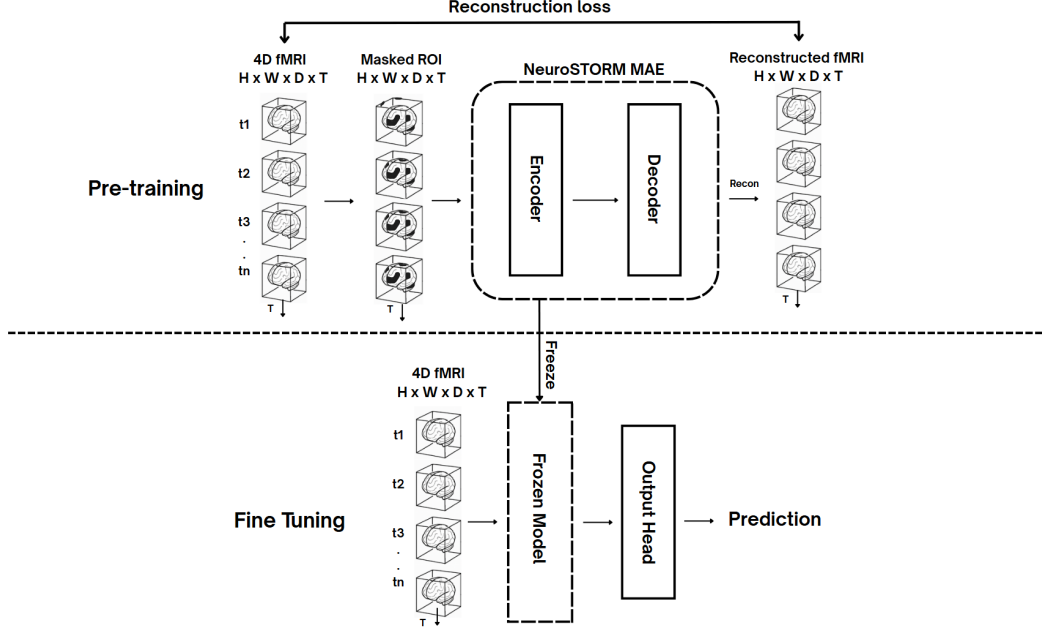 Reconstruction loss
4D fMRI
H x W x D x T
Masked ROI
H x W x D x T
NeuroSTORM MAE
Reconstructed fMRI
H x W x D x T
Pre-training
t1
t2
t3
.
.
tn
T
T
Encoder
Decoder
Recon
T
Freeze
4D fMRI
H x W x D x T
Fine Tuning
t1
t2
t3
.
.
tn
T
Frozen Model
Output Head
Prediction